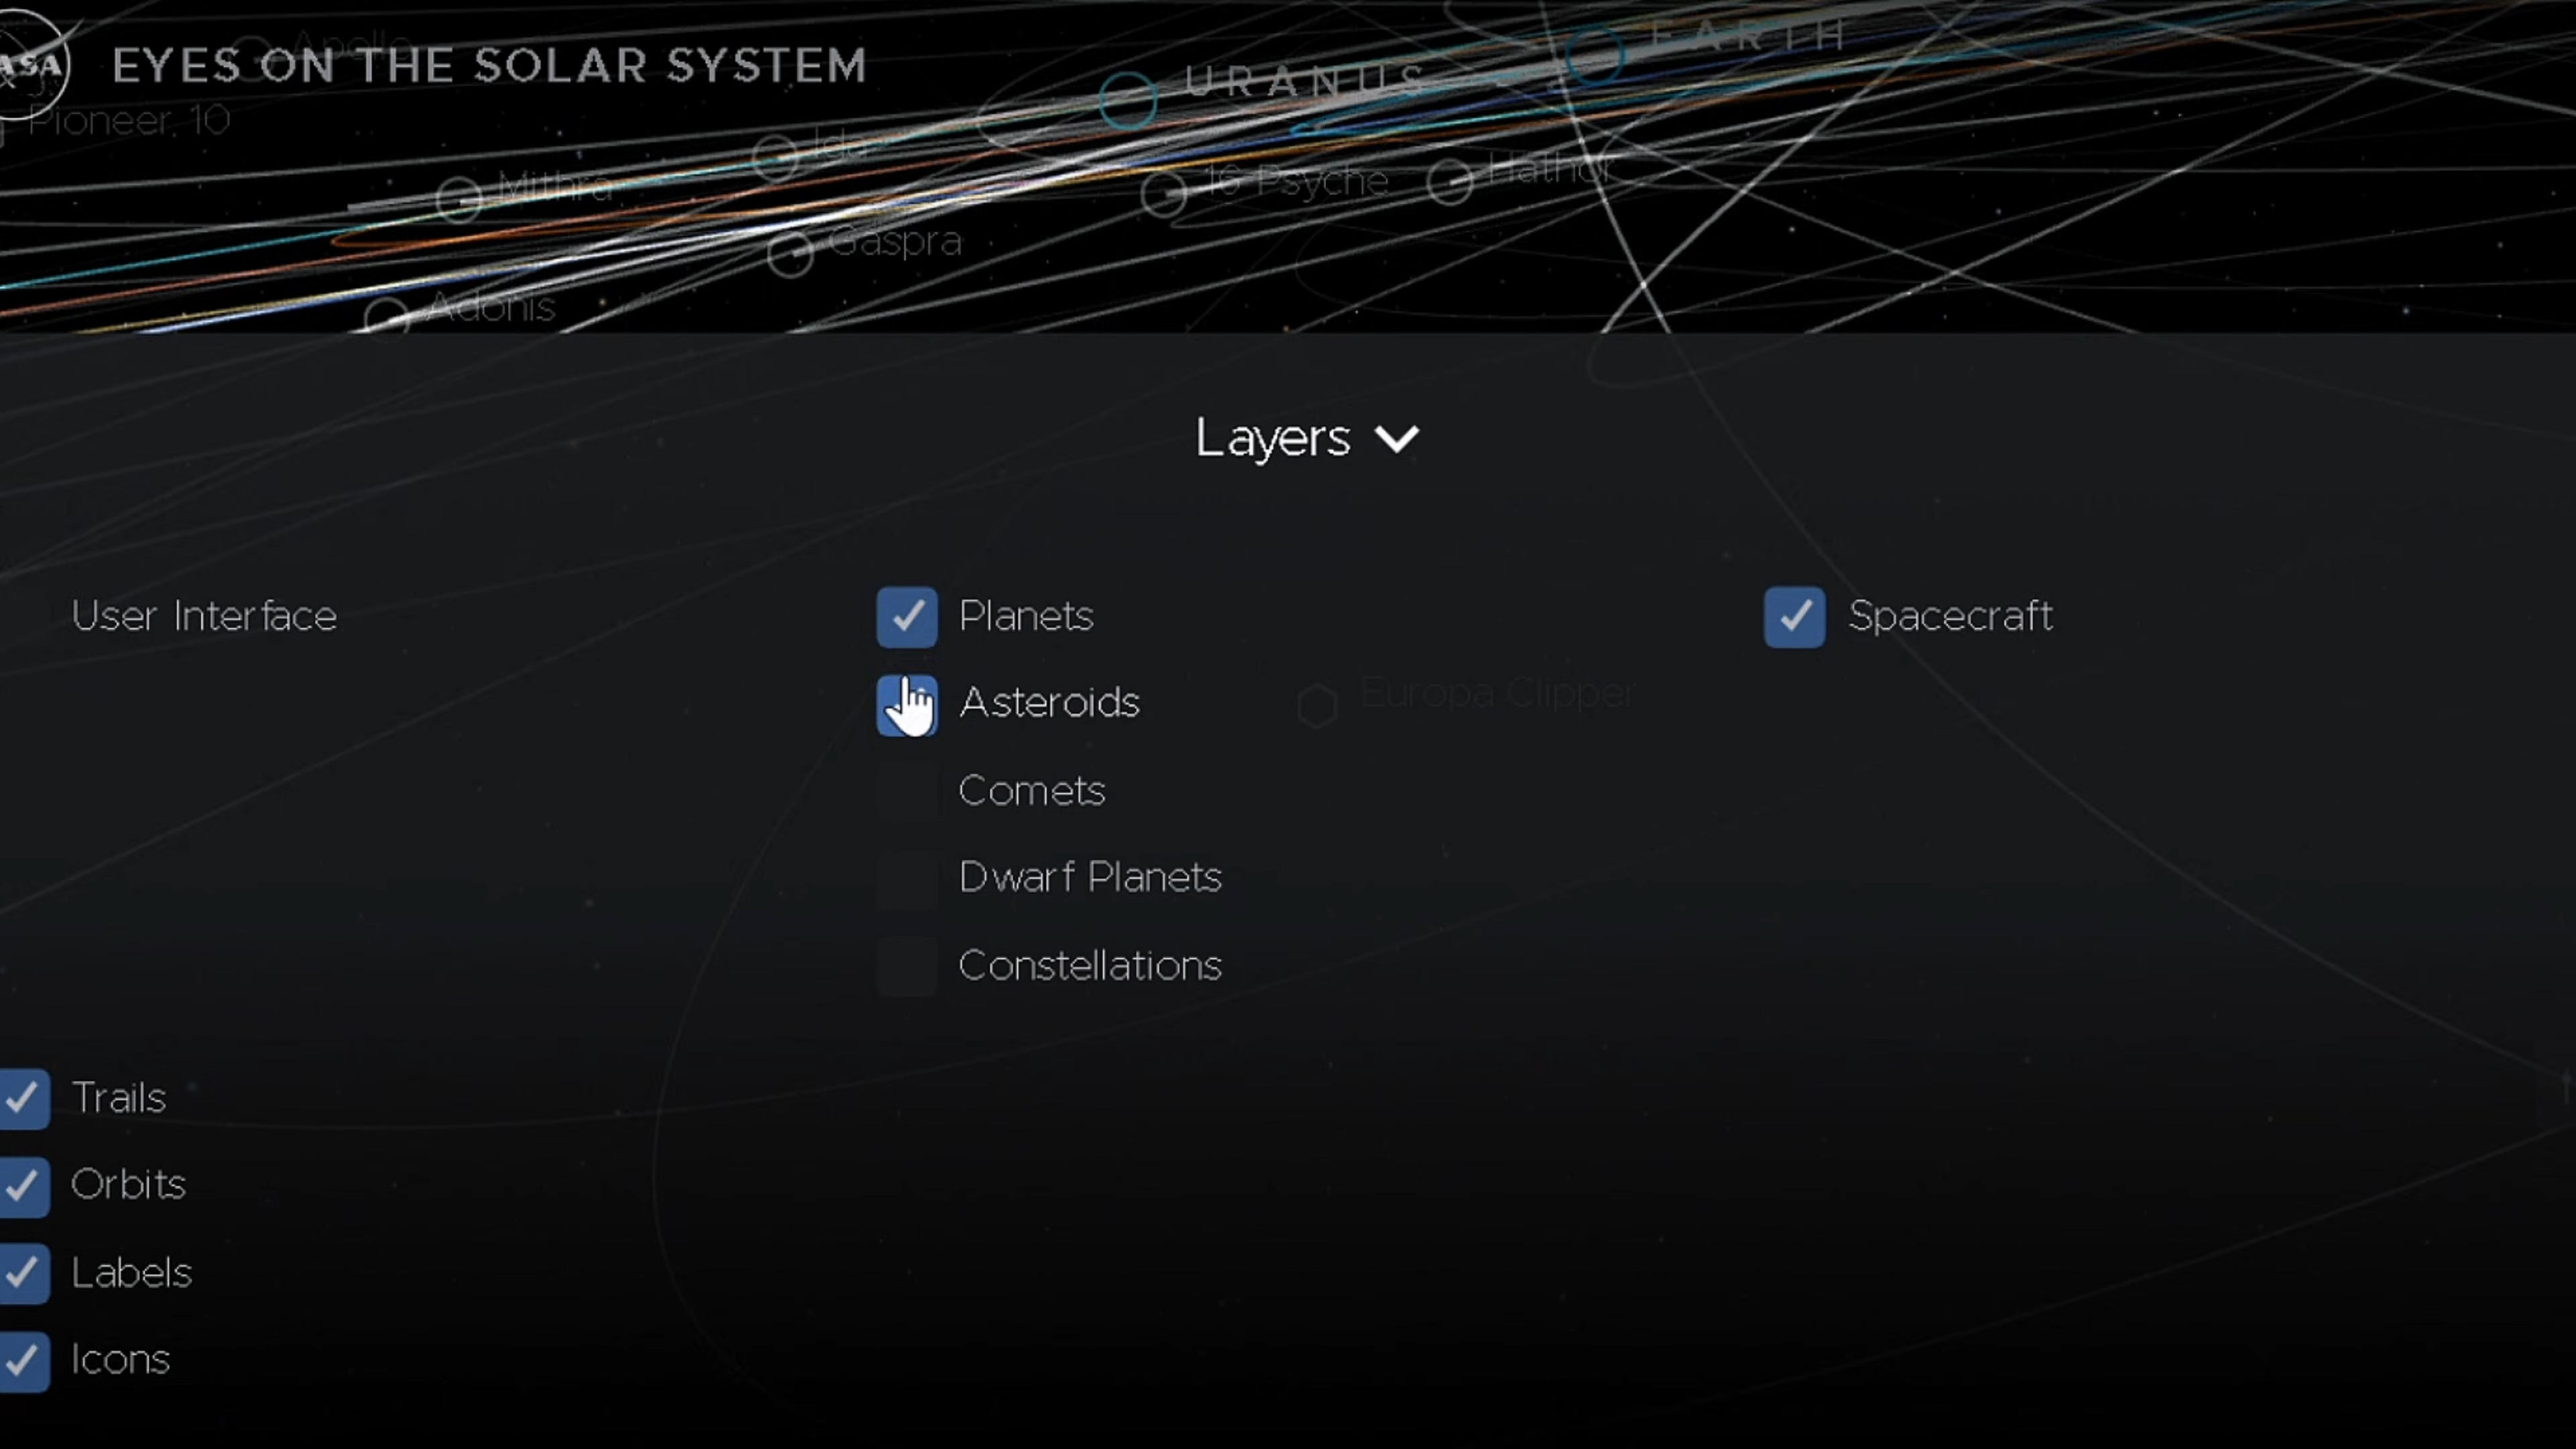 NASA
EYES ON THE SOLAR SYSTEM
Apollo
EARTH
URANUS
Pioneer 10
Ida
Mithra
16 Psyche
Hathor
Gaspra
Adonis
Layers
User Interface
Planets
Spacecraft
Asteroids
Europa Clipper
Comets
Dwarf Planets
Constellations
Trails
Orbits
Labels
Icons